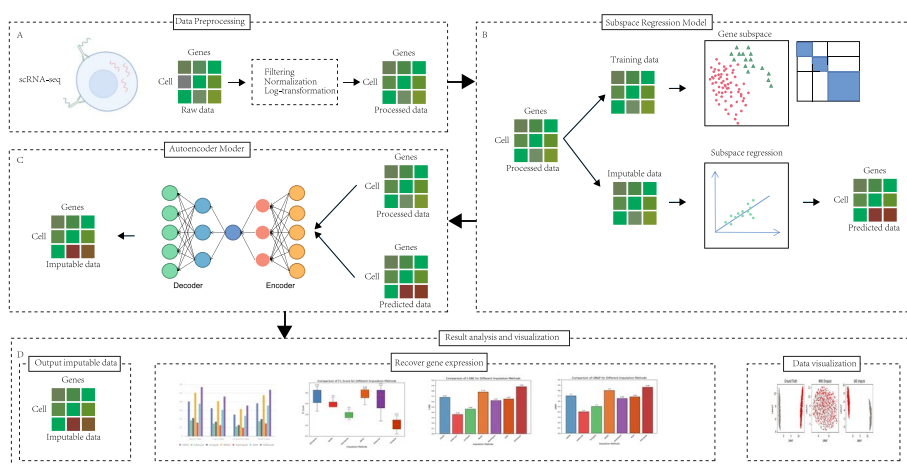 Data Preprocessing
A
scRNA-seq
Genes
Cell
Raw data
Filtering
Normalization
Log-transformation
Genes
Cell
Processed data
Subspace Regression Model
B
Genes
Cell
Processed data
Training data
Gene subspace
Imputable data
Subspace regression
Genes
Cell
Predicted data
Autoencoder Moder
C
Genes
Cell
Imputable data
Decoder
Encoder
Genes
Cell
Processed data
Genes
Cell
Predicted data
Result analysis and visualization
D
Output imputable data
Genes
Cell
Imputable data
Recover gene expression
Data visualization